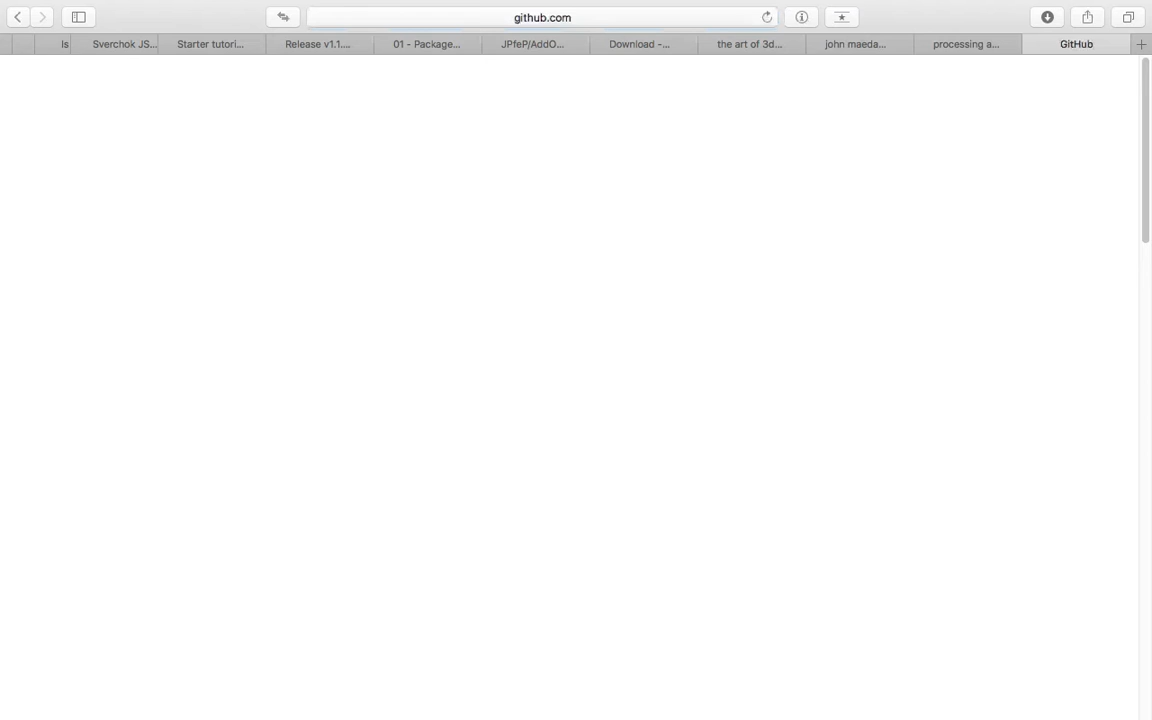 github.com
ls
Sverchok JS...
Starter tutori...
Release v1.1....
01 - Package...
JPfeP/AddO...
Download -...
the art of 3d...
john maeda...
processing a...
GitHub